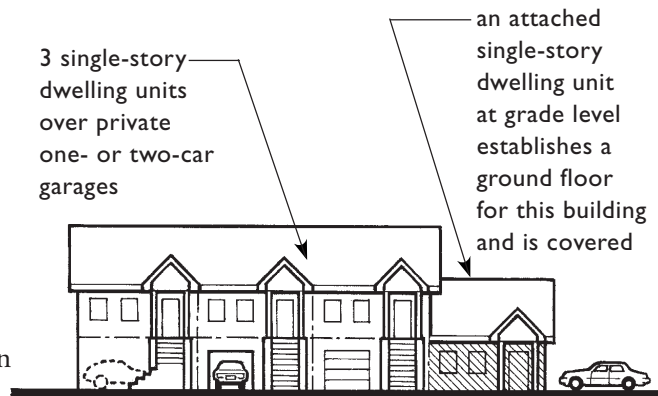 3 single-story
dwelling units
over private
one- or two-car
garages
an attached
single-story
dwelling unit
at grade level
establishes a
ground floor
for this building
and is covered
n